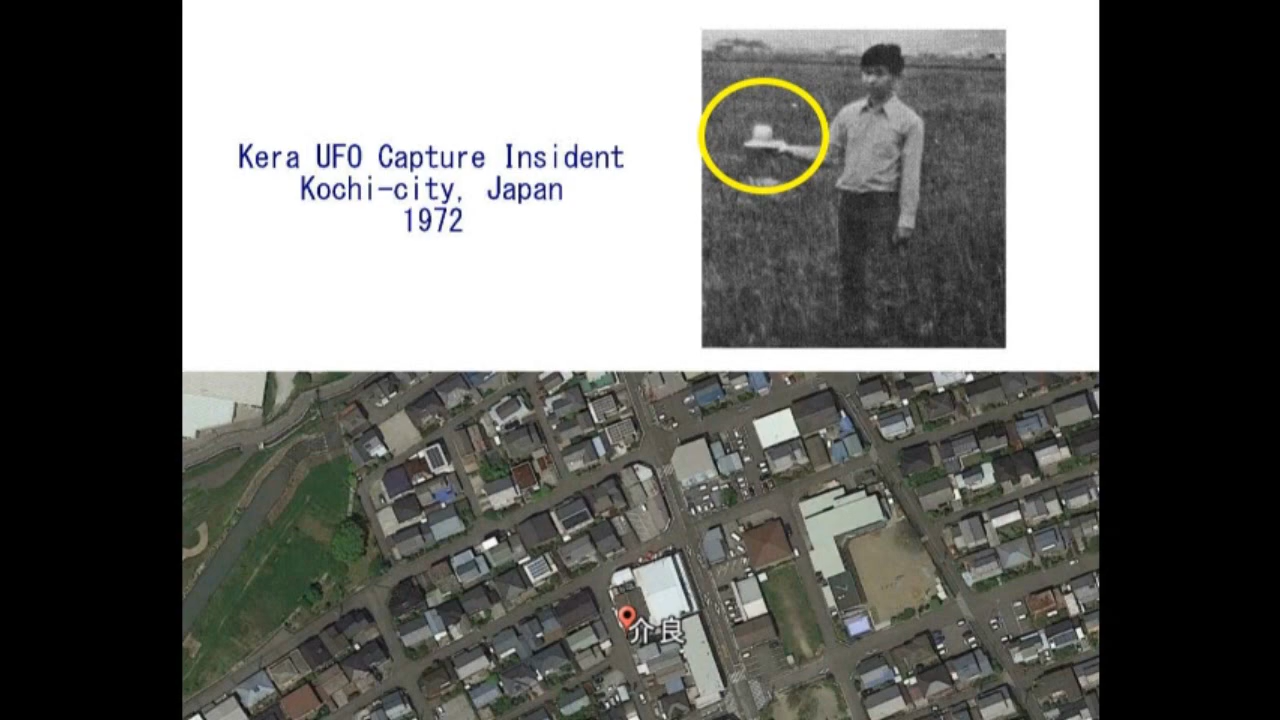 Kera UFO Capture Insident
Kochi-city, Japan
1972
介良